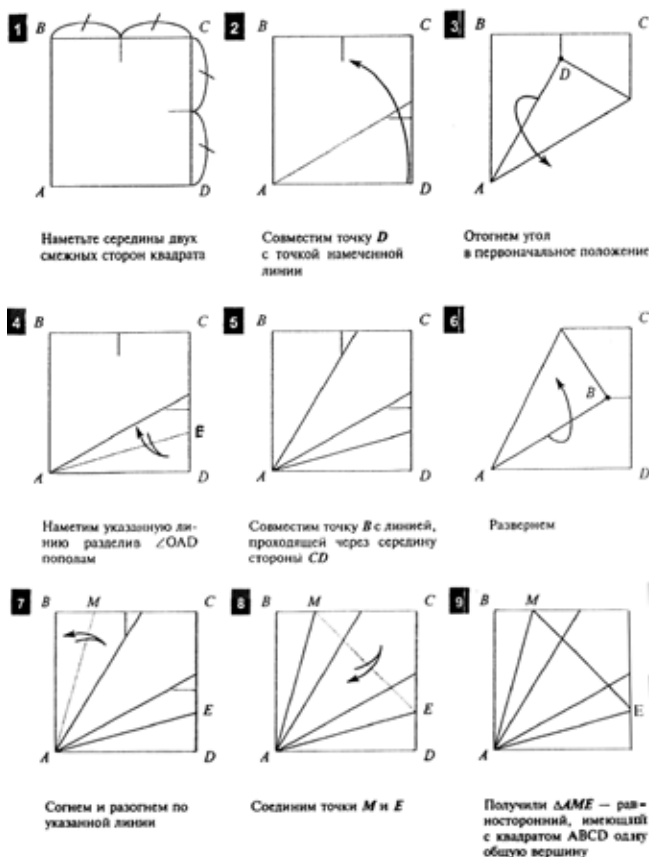 1 B C
A D
Наметьте середины двух
смежных сторон квадрата
2 B C
A D
Совместим точку D
с точкой намеченной
линии
3 B C
D
A
Отогнем угол
в первоначальное положение
4 B C
E
A D
Наметим указанную ли-
нию разделив ∠OAD
пополам
5 B C
A D
Совместим точку B с линией,
проходящей через середину
стороны CD
6 C
B
A D
Развернем
7 B M C
E
A D
Согнем и разогнем по
указанной линии
8 B M C
E
A D
Соединим точки M и E
9 B M C
E
A D
Получили ΔAME — рав-
носторонний, имеющий
с квадратом ABCD одну
общую вершину